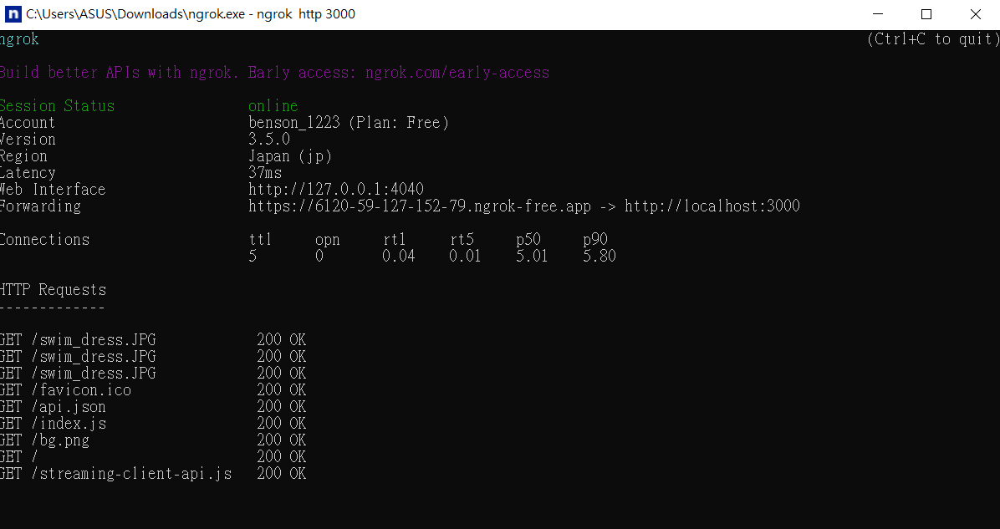 n C:\Users\ASUS\Downloads\ngrok.exe - ngrok  http 3000
ngrok (Ctrl+C to quit)
Build better APIs with ngrok. Early access: ngrok.com/early-access
Session Status online
Account benson_1223 (Plan: Free)
Version 3.5.0
Region Japan (jp)
Latency 37ms
Web Interface http://127.0.0.1:4040
Forwarding https://6120-59-127-152-79.ngrok-free.app -> http://localhost:3000
Connections ttl opn rt1 rt5 p50 p90
5 0 0.04 0.01 5.01 5.80
HTTP Requests
-------------
GET /swim_dress.JPG 200 OK
GET /swim_dress.JPG 200 OK
GET /swim_dress.JPG 200 OK
GET /favicon.ico 200 OK
GET /api.json 200 OK
GET /index.js 200 OK
GET /bg.png 200 OK
GET / 200 OK
GET /streaming-client-api.js 200 OK